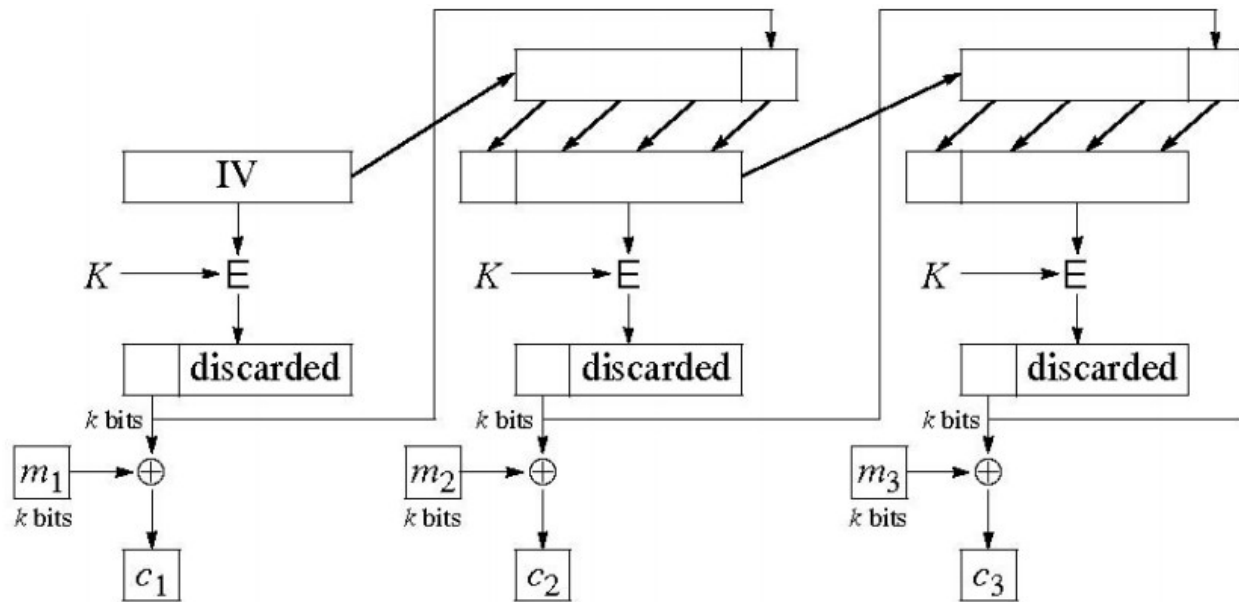 IV
K E K E K E
discarded discarded discarded
k bits k bits k bits
m1 ⊕ m2 ⊕ m3 ⊕
k bits k bits k bits
c1 c2 c3